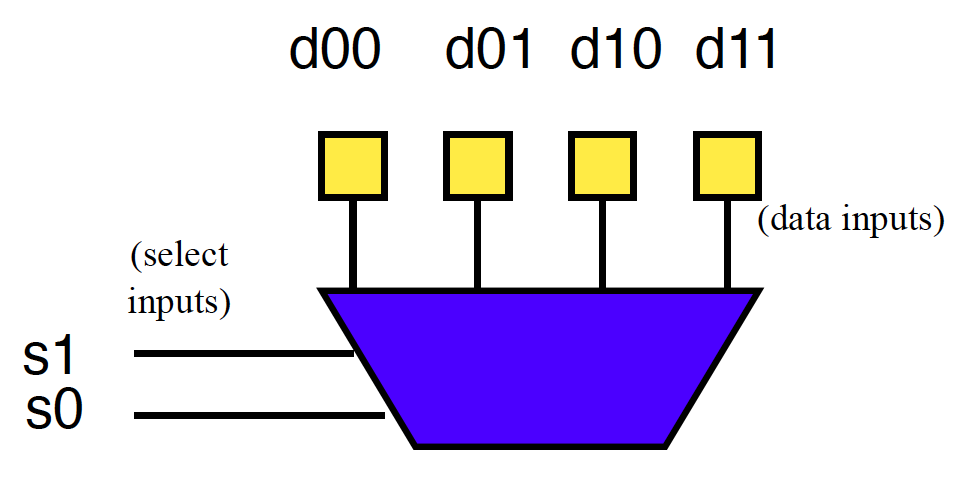 d00 d01 d10 d11
(data inputs)
(select
inputs)
s1
s0